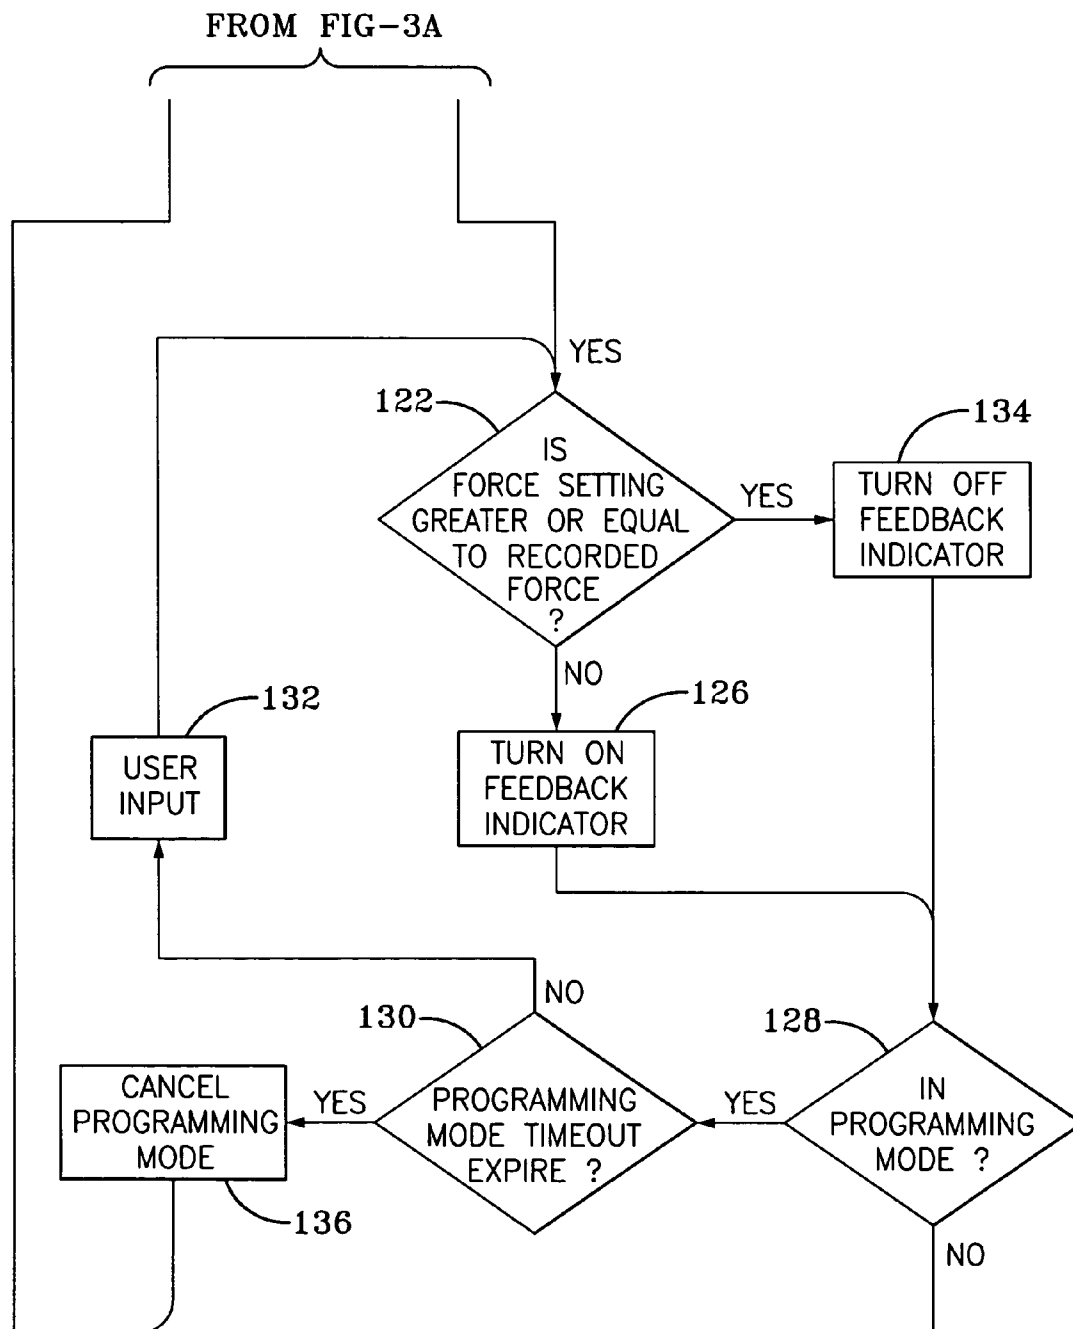 FROM FIG-3A
YES
122
IS
FORCE SETTING
GREATER OR EQUAL
TO RECORDED
FORCE
?
YES
134
TURN OFF
FEEDBACK
INDICATOR
NO
126
TURN ON
FEEDBACK
INDICATOR
132
USER
INPUT
NO
130
PROGRAMMING
MODE TIMEOUT
EXPIRE ?
128
IN
PROGRAMMING
MODE ?
YES
YES
CANCEL
PROGRAMMING
MODE
136
NO